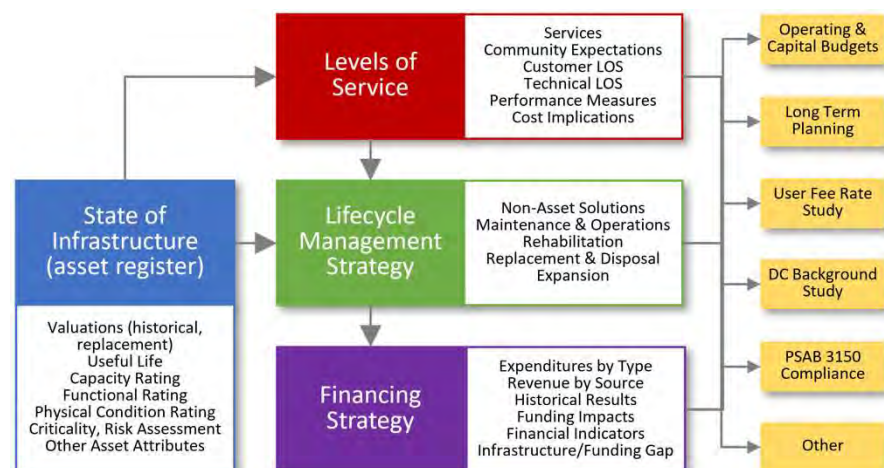 Levels of
Service
Services
Community Expectations
Customer LOS
Technical LOS
Performance Measures
Cost Implications
State of
Infrastructure
(asset register)
Valuations (historical,
replacement)
Useful Life
Capacity Rating
Functional Rating
Physical Condition Rating
Criticality, Risk Assessment
Other Asset Attributes
Lifecycle
Management
Strategy
Non-Asset Solutions
Maintenance & Operations
Rehabilitation
Replacement & Disposal
Expansion
Financing
Strategy
Expenditures by Type
Revenue by Source
Historical Results
Funding Impacts
Financial Indicators
Infrastructure/Funding Gap
Operating &
Capital Budgets
Long Term
Planning
User Fee Rate
Study
DC Background
Study
PSAB 3150
Compliance
Other